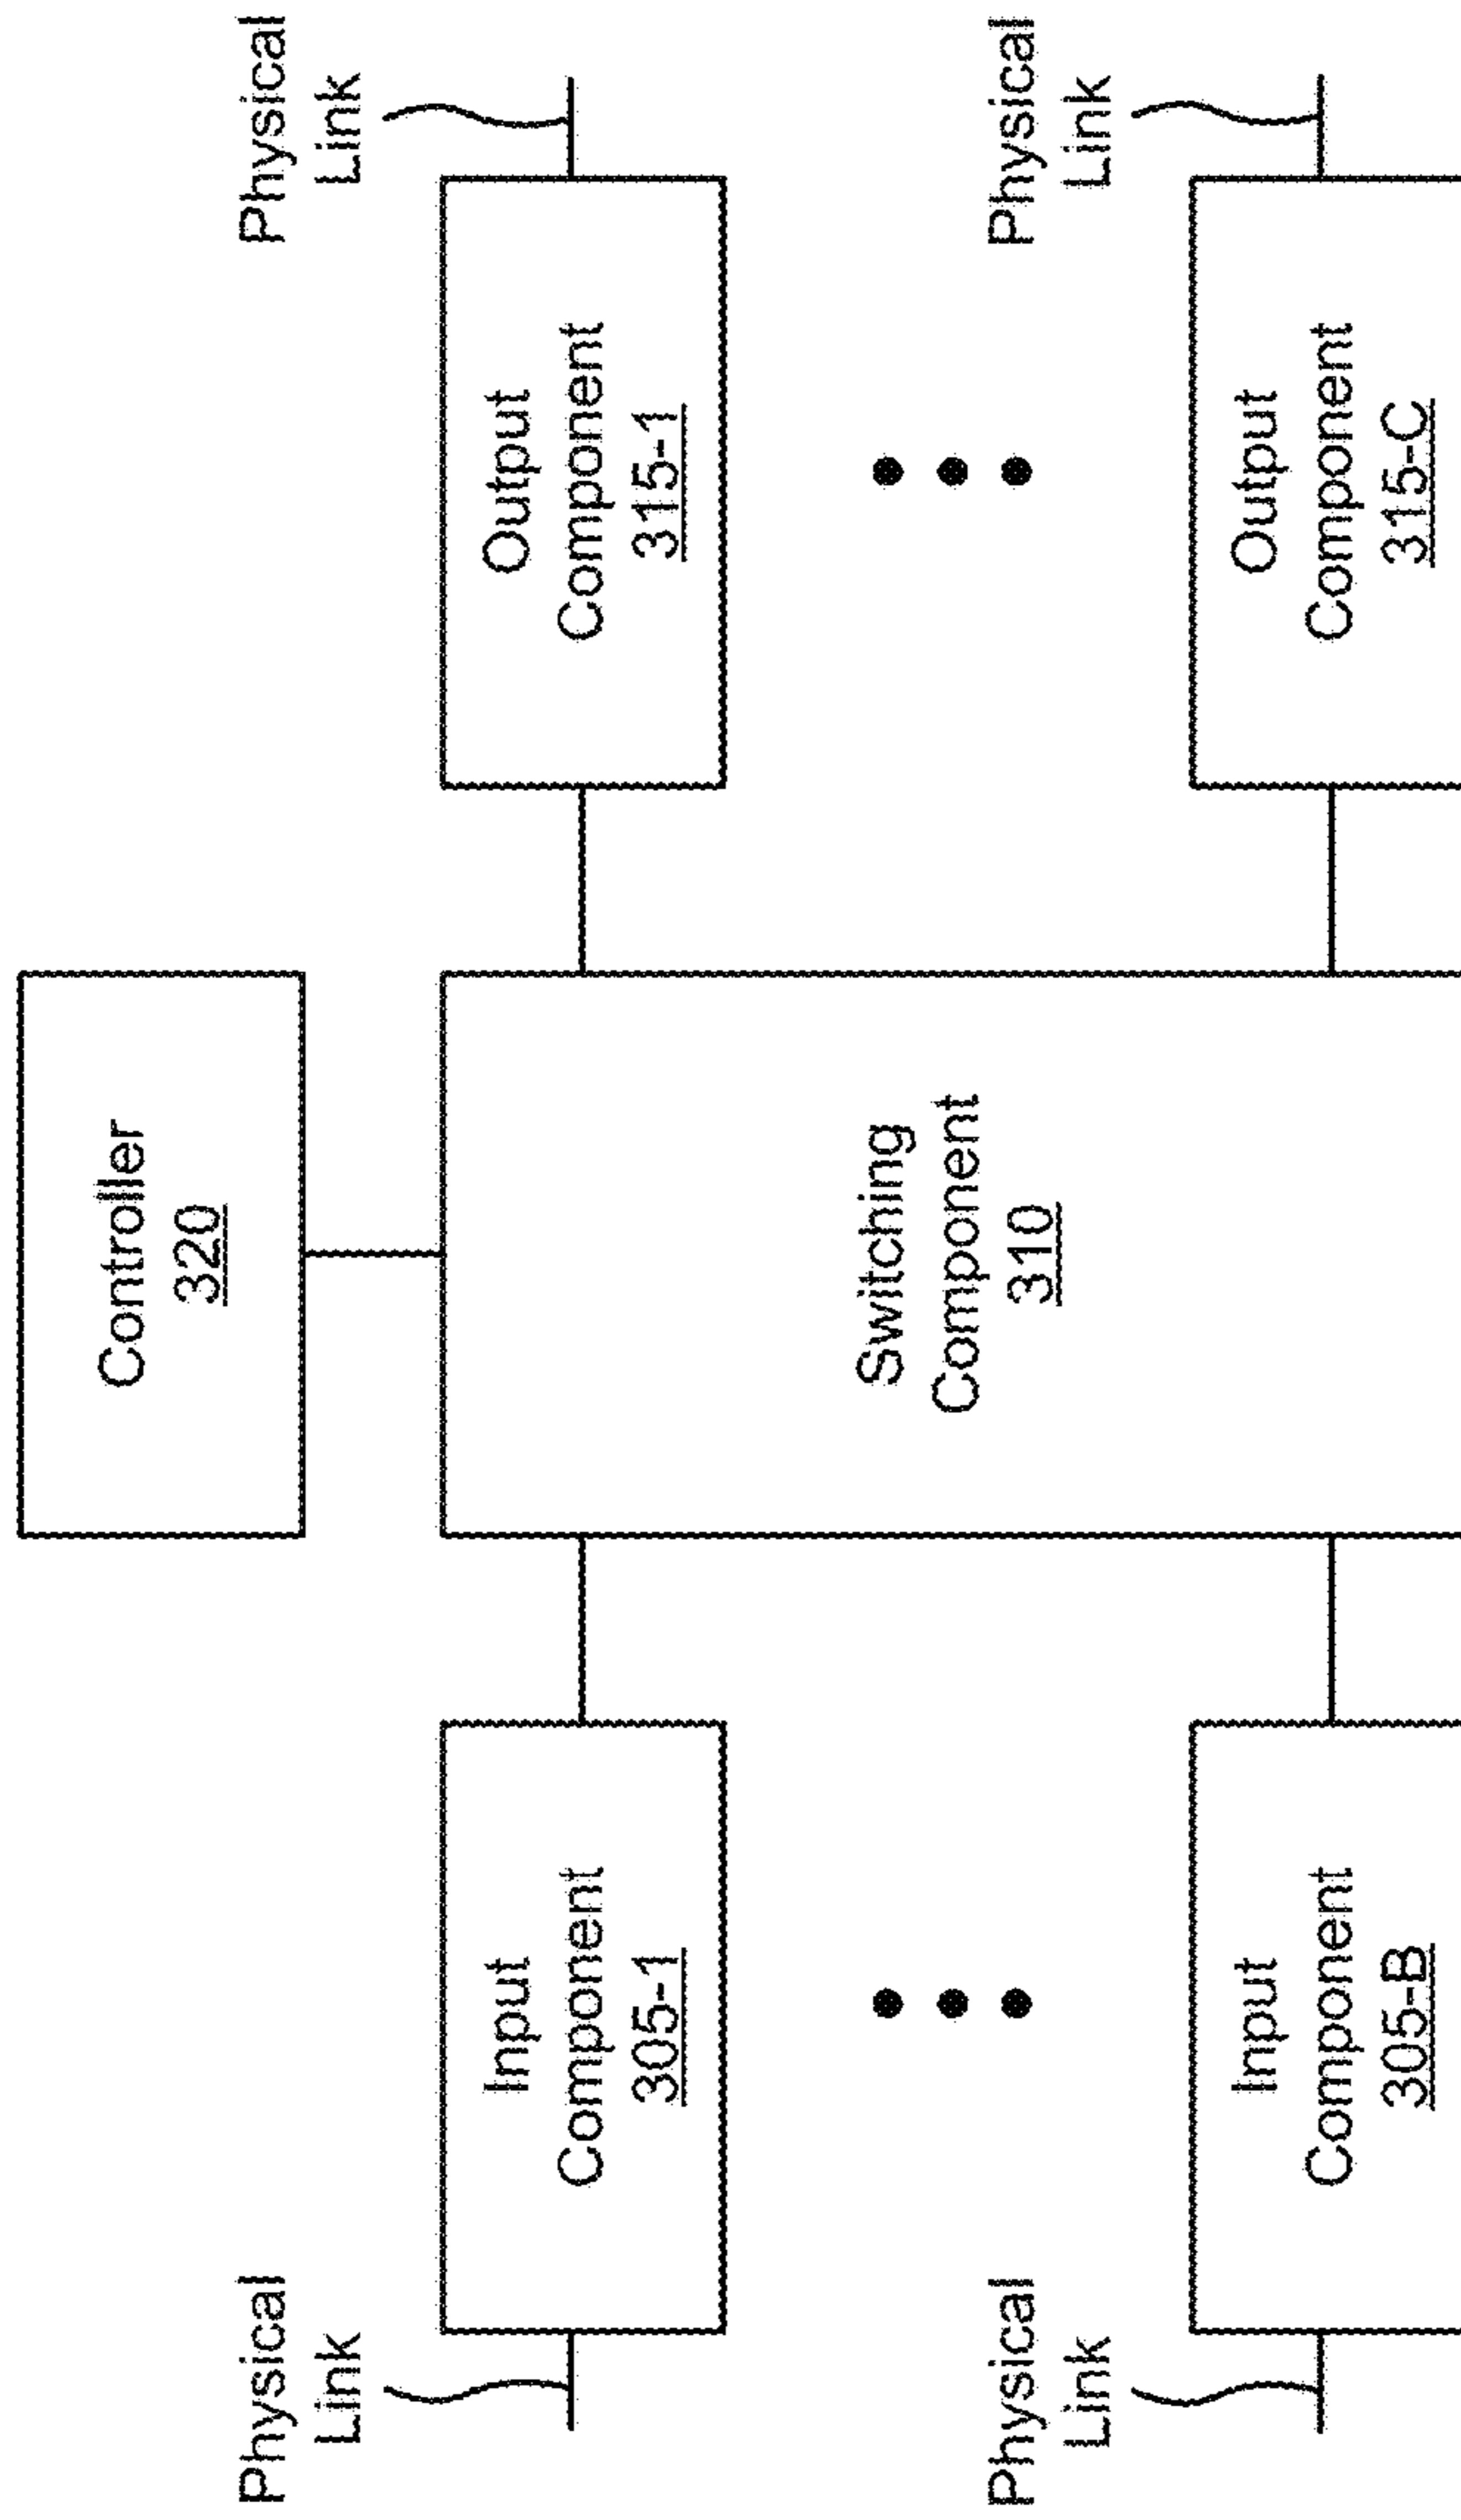 Controller
320
Physical
Link
Physical
Link
Input
Component
305-1
Output
Component
315-1
Switching
Component
310
Physical
Link
Physical
Link
Input
Component
305-B
Output
Component
315-C